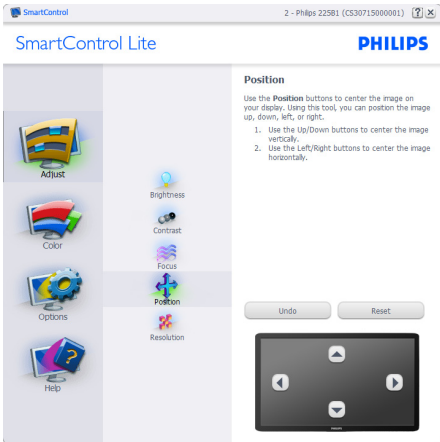 SmartControl
2 - Philips 225B1 (CS30715000001)
?
×
SmartControl Lite
PHILIPS
Adjust
Color
Options
Help
Brightness
Contrast
Focus
Position
Resolution
Position
Use the Position buttons to center the image on
your display. Using this tool, you can position the image
up, down, left, or right.
1. Use the Up/Down buttons to center the image
vertically.
2. Use the Left/Right buttons to center the image
horizontally.
Undo
Reset
PHILIPS